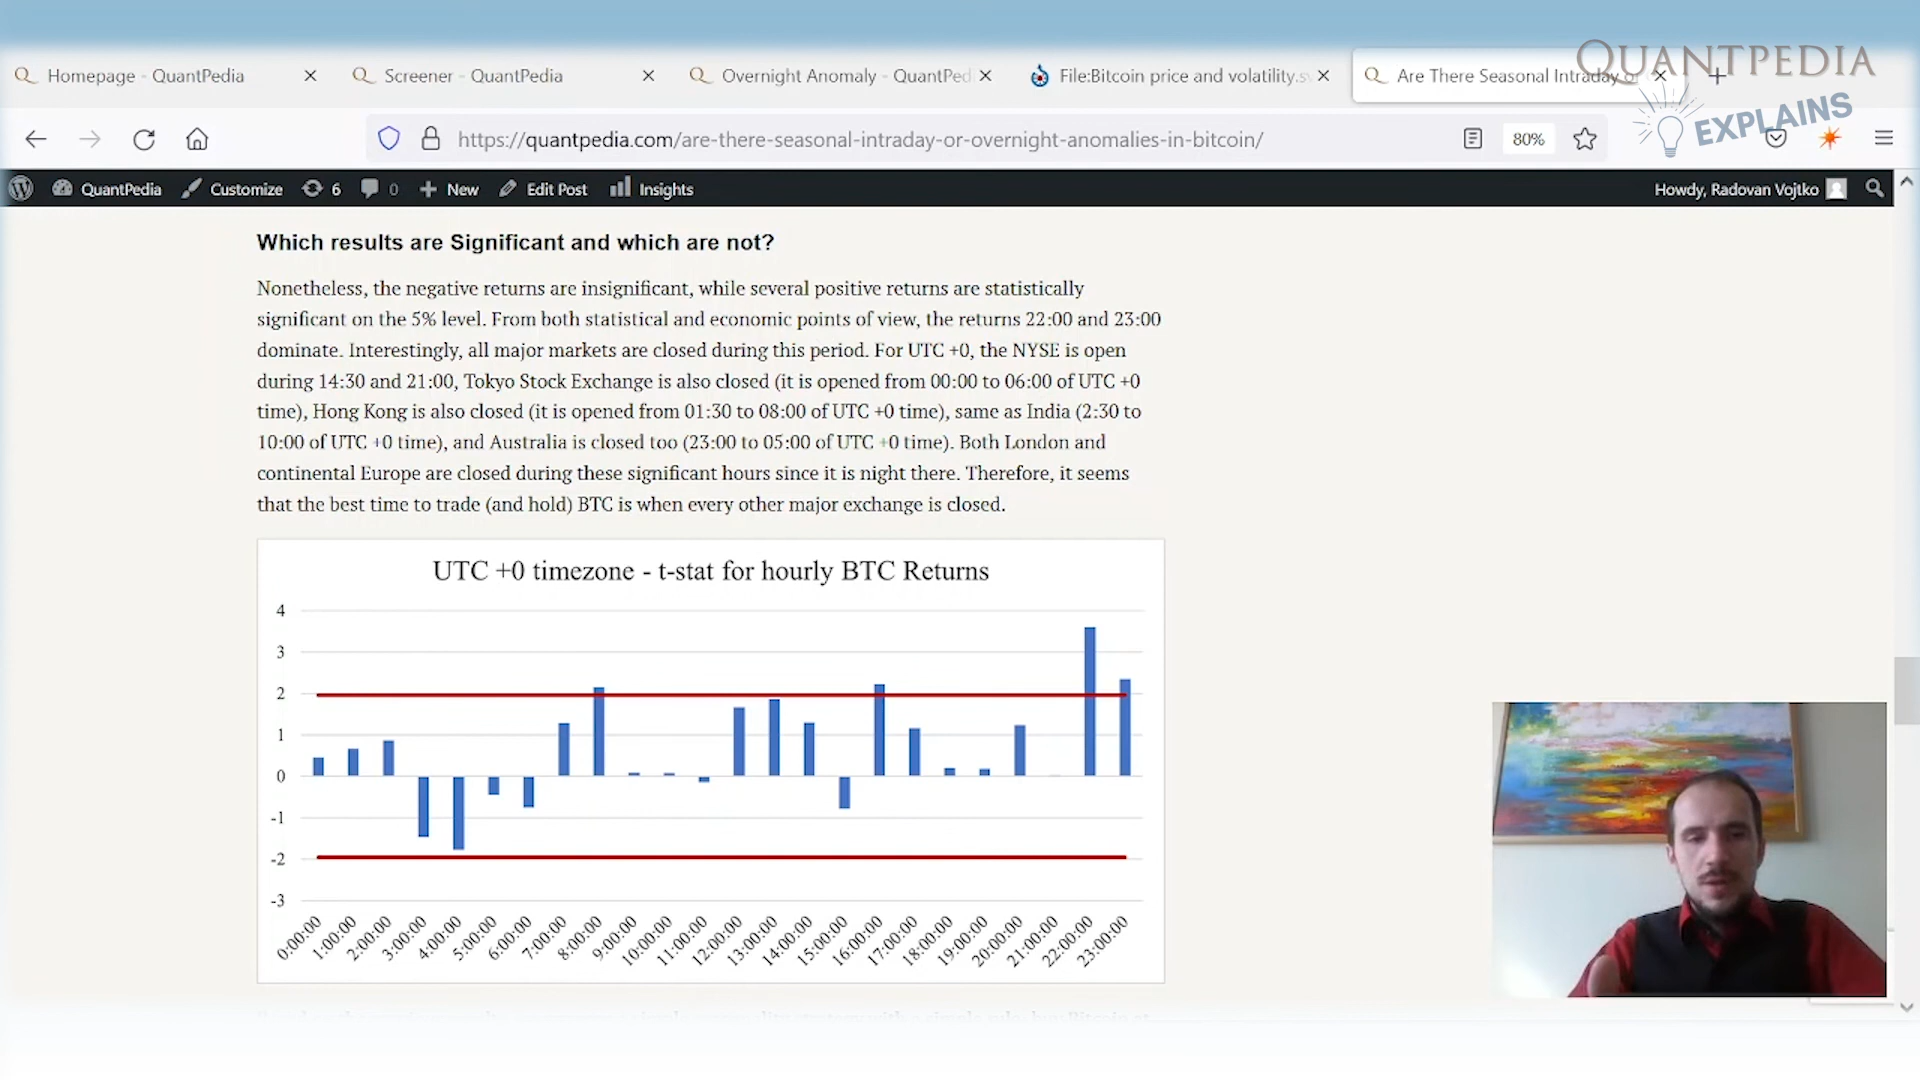 QUANTPEDIA
EXPLAINS
Homepage - QuantPedia
Screener - QuantPedia
Overnight Anomaly - QuantPed
File:Bitcoin price and volatility.s
Are There Seasonal Intraday o
https://quantpedia.com/are-there-seasonal-intraday-or-overnight-anomalies-in-bitcoin/
80%
QuantPedia Customize 6 0 New Edit Post Insights
Howdy, Radovan Vojtko
Which results are Significant and which are not?
Nonetheless, the negative returns are insignificant, while several positive returns are statistically
significant on the 5% level. From both statistical and economic points of view, the returns 22:00 and 23:00
dominate. Interestingly, all major markets are closed during this period. For UTC +0, the NYSE is open
during 14:30 and 21:00, Tokyo Stock Exchange is also closed (it is opened from 00:00 to 06:00 of UTC +0
time), Hong Kong is also closed (it is opened from 01:30 to 08:00 of UTC +0 time), same as India (2:30 to
10:00 of UTC +0 time), and Australia is closed too (23:00 to 05:00 of UTC +0 time). Both London and
continental Europe are closed during these significant hours since it is night there. Therefore, it seems
that the best time to trade (and hold) BTC is when every other major exchange is closed.
UTC +0 timezone - t-stat for hourly BTC Returns
4
3
2
1
0
-1
-2
-3
0:00:00 1:00:00 2:00:00 3:00:00 4:00:00 5:00:00 6:00:00 7:00:00 8:00:00 9:00:00 10:00:00 11:00:00 12:00:00 13:00:00 14:00:00 15:00:00 16:00:00 17:00:00 18:00:00 19:00:00 20:00:00 21:00:00 22:00:00 23:00:00